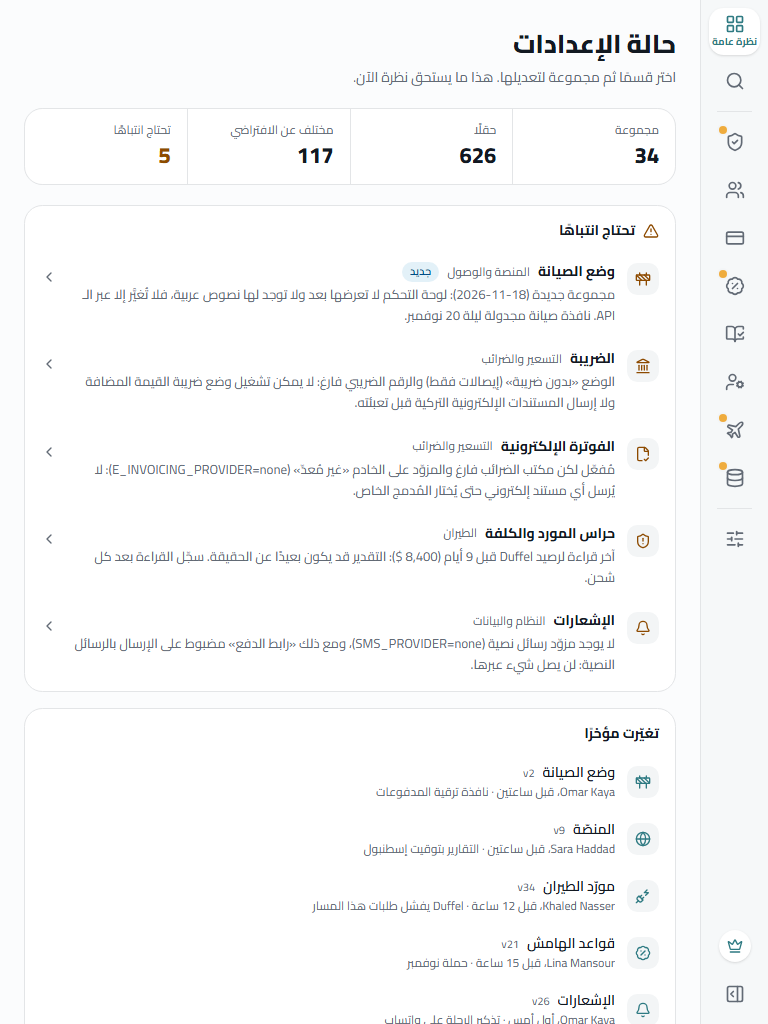 نظرة عامة
حالة الإعدادات
اختر قسمًا ثم مجموعة لتعديلها. هذا ما يستحق نظرة الآن.
مجموعة
34
حقلًا
626
مختلف عن الافتراضي
117
تحتاج انتباهًا
5
تحتاج انتباهًا
وضع الصيانة المنصة والوصول جديد
مجموعة جديدة (18-11-2026): لوحة التحكم لا تعرضها بعد ولا توجد لها نصوص عربية، فلا تُغيَّر إلا عبر الـ
API. نافذة صيانة مجدولة ليلة 20 نوفمبر.
الضريبة التسعير والضرائب
الوضع «بدون ضريبة» (إيصالات فقط) والرقم الضريبي فارغ: لا يمكن تشغيل وضع ضريبة القيمة المضافة
ولا إرسال المستندات الإلكترونية التركية قبل تعبئته.
الفوترة الإلكترونية التسعير والضرائب
مُفعّل لكن مكتب الضرائب فارغ والمزوّد على الخادم «غير مُعدّ» (E_INVOICING_PROVIDER=none): لا
يُرسل أي مستند إلكتروني حتى يُختار المُدمج الخاص.
حراس المورد والكلفة الطيران
آخر قراءة لرصيد Duffel قبل 9 أيام (8,400 $): التقدير قد يكون بعيدًا عن الحقيقة. سجّل القراءة بعد كل
شحن.
الإشعارات النظام والبيانات
لا يوجد مزوّد رسائل نصية (SMS_PROVIDER=none)، ومع ذلك «رابط الدفع» مضبوط على الإرسال بالرسائل
النصية: لن يصل شيء عبرها.
تغيّرت مؤخرًا
وضع الصيانة v2
Omar Kaya، قبل ساعتين · نافذة ترقية المدفوعات
المنصّة v9
Sara Haddad، قبل ساعتين · التقارير بتوقيت إسطنبول
مورّد الطيران v34
Khaled Nasser، قبل 12 ساعة · Duffel يفشل طلبات هذا المسار
قواعد الهامش v21
Lina Mansour، قبل 15 ساعة · حملة نوفمبر
الإشعارات v26
Omar Kaya، أول أمس · تذكير الرحلة على واتساب